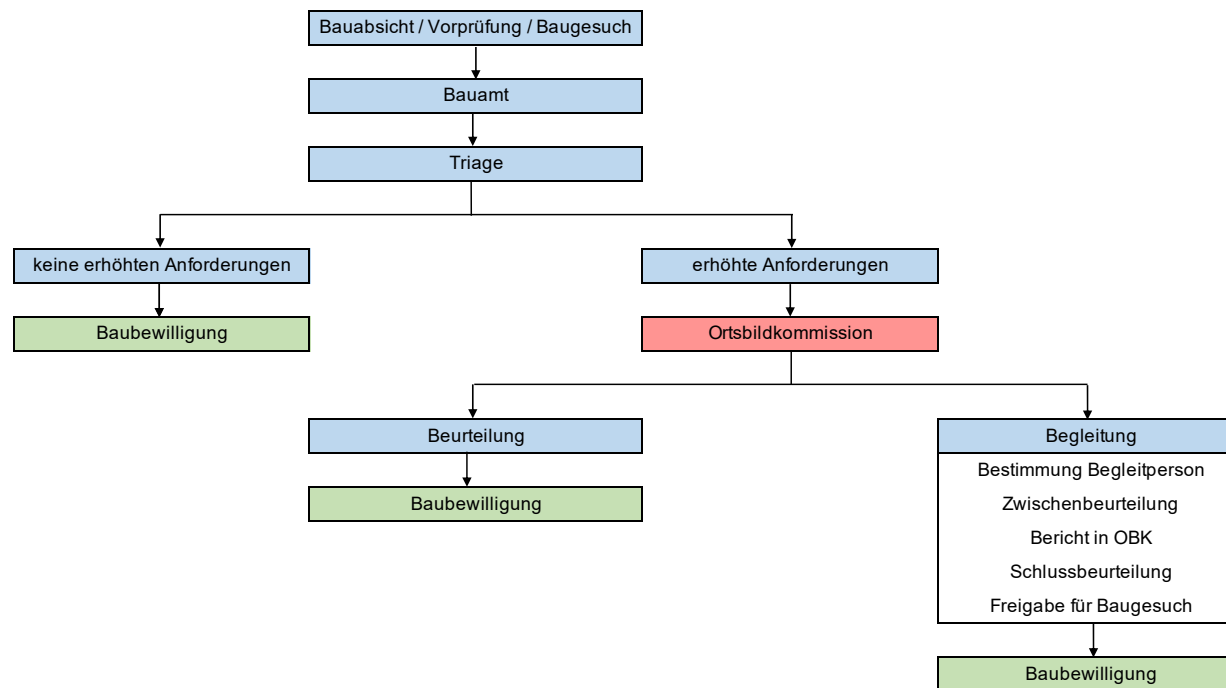 Bauabsicht / Vorprüfung / Baugesuch
Bauamt
Triage
keine erhöhten Anforderungen
erhöhte Anforderungen
Baubewilligung
Ortsbildkommission
Beurteilung
Begleitung
Bestimmung Begleitperson
Baubewilligung
Zwischenbeurteilung
Bericht in OBK
Schlussbeurteilung
Freigabe für Baugesuch
Baubewilligung